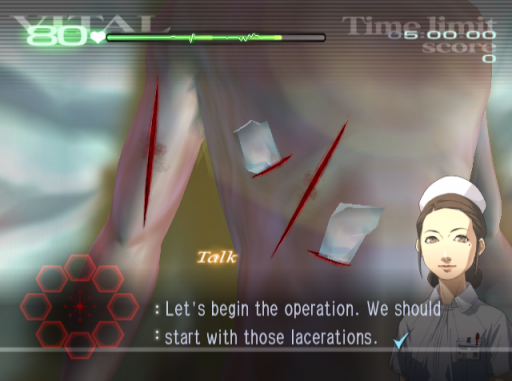 VITAL
80
Time limit
05:00:00
score
0
Talk
: Let's begin the operation. We should
: start with those lacerations.